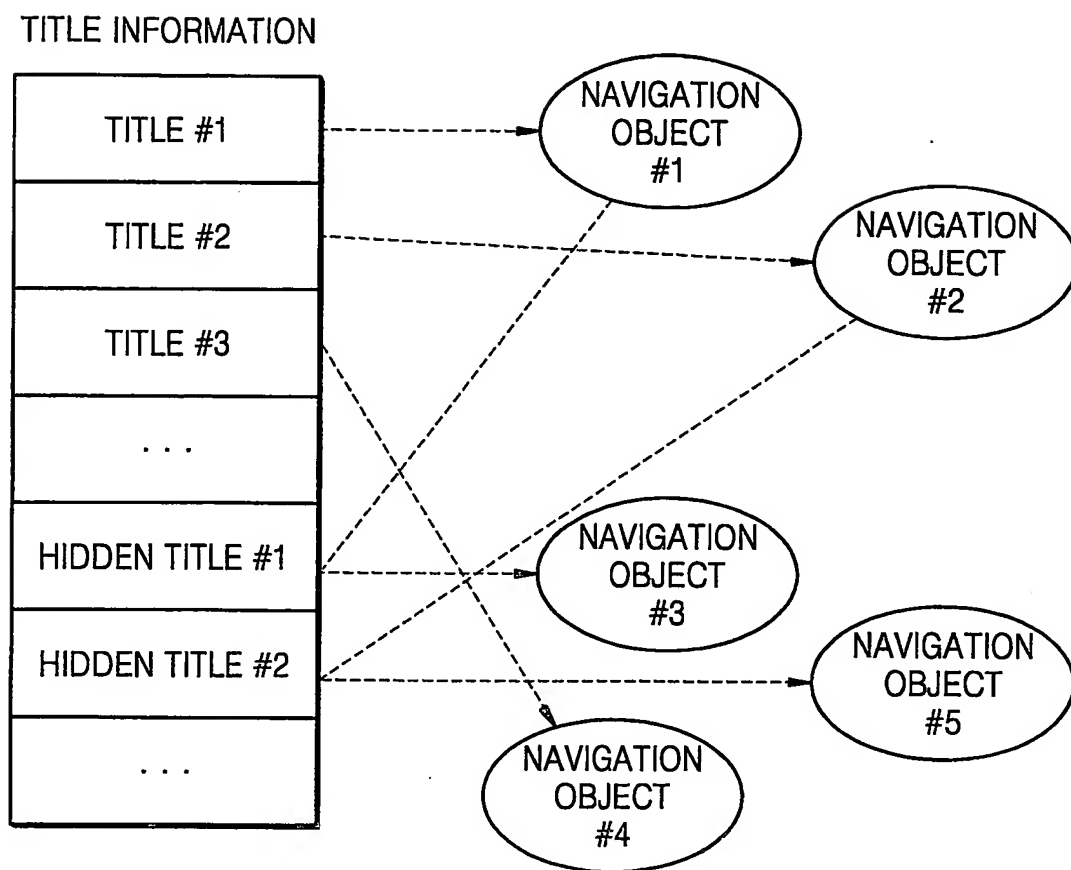 TITLE INFORMATION
TITLE #1
TITLE #2
TITLE #3
. . .
HIDDEN TITLE #1
HIDDEN TITLE #2
. . .
NAVIGATION
OBJECT
#1
NAVIGATION
OBJECT
#2
NAVIGATION
OBJECT
#3
NAVIGATION
OBJECT
#5
NAVIGATION
OBJECT
#4